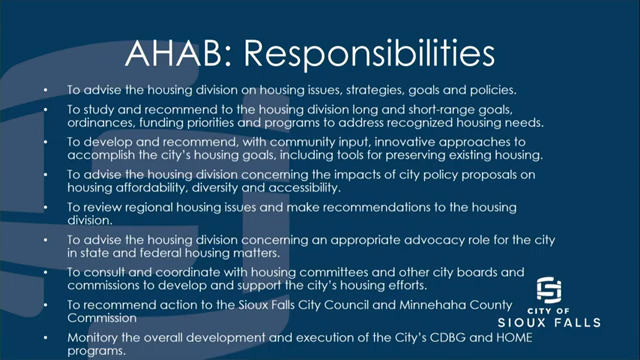 AHAB: Responsibilities
• To advise the housing division on housing issues, strategies, goals and policies.
• To study and recommend to the housing division long and short-range goals,
ordinances, funding priorities and programs to address recognized housing needs.
• To develop and recommend, with community input, innovative approaches to
accomplish the city's housing goals, including tools for preserving existing housing.
• To advise the housing division concerning the impacts of city policy proposals on
housing affordability, diversity and accessibility.
• To review regional housing issues and make recommendations to the housing
division.
• To advise the housing division concerning an appropriate advocacy role for the city
in state and federal housing matters.
• To consult and coordinate with housing committees and other city boards and
commissions to develop and support the city's housing efforts.
• To recommend action to the Sioux Falls City Council and Minnehaha County
Commission
• Monitory the overall development and execution of the City's CDBG and HOME
programs.
CITY OF
SIOUX FALLS